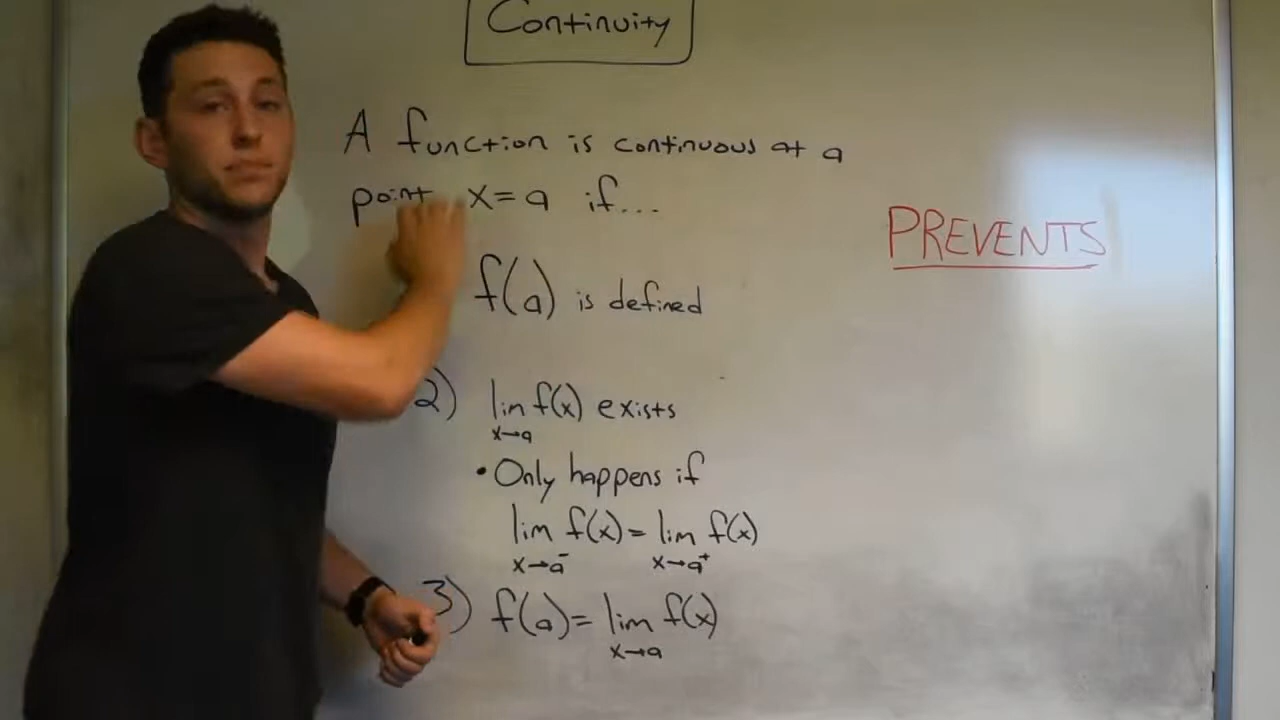 Continuity
A function is continuous at a
point x=a if...
PREVENTS
f(a) is defined
2) lim f(x) exists
x→a
• Only happens if
lim f(x) = lim f(x)
x→a⁻ x→a⁺
3) f(a) = lim f(x)
x→a